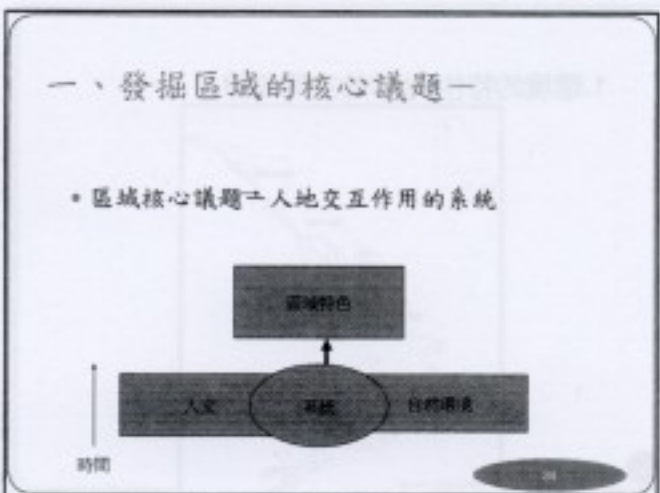 一、發掘區域的核心議題－
• 區域核心議題－人地交互作用的系統
區域特色
人文 系統 自然環境
時間